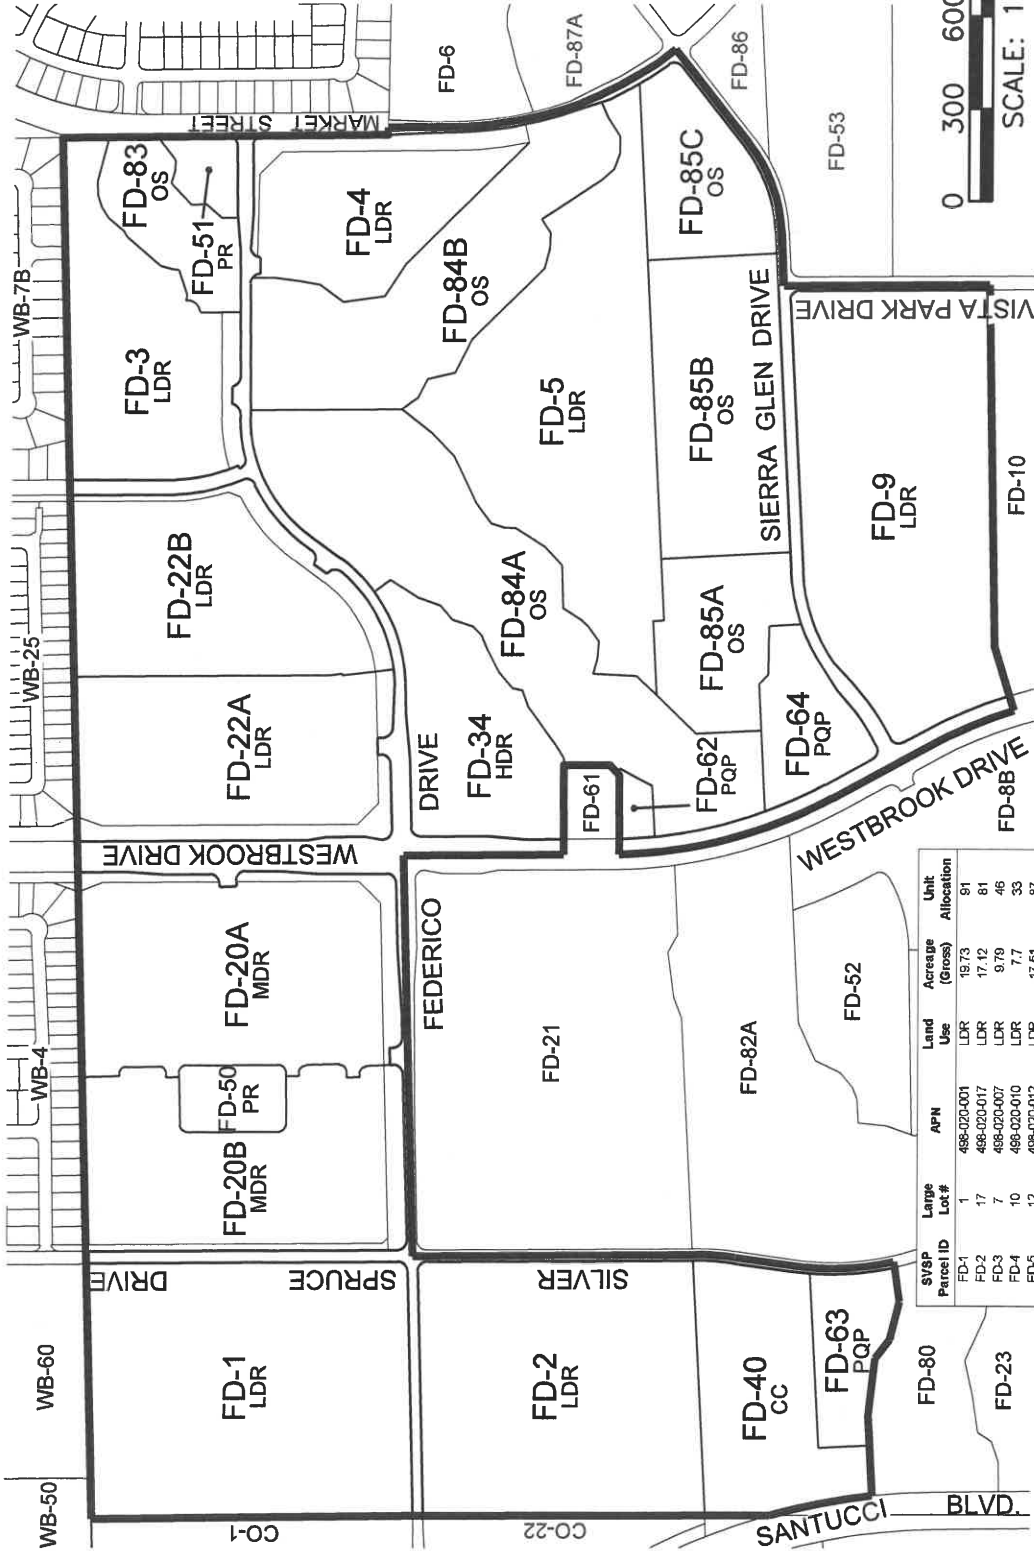 WB-50
WB-60
WB-4
WB-25
WB-7B
CO-1
CO-22
FD-1
LDR
SPRUCE DRIVE
FD-20B
MDR
FD-50
PR
FD-20A
MDR
WESTBROOK DRIVE
FD-22A
LDR
FD-22B
LDR
FD-3
LDR
FD-83
OS
FD-51
PR
MARKET STREET
FD-4
LDR
FD-6
FD-87A
FD-86
FD-53
FD-2
LDR
SILVER
FEDERICO
DRIVE
FD-21
FD-34
HDR
FD-61
FD-84A
OS
FD-84B
OS
FD-5
LDR
FD-40
CC
FD-63
PQP
FD-82A
FD-52
FD-62
PQP
FD-64
PQP
FD-85A
OS
FD-85B
OS
FD-85C
OS
SIERRA GLEN DRIVE
FD-9
LDR
VISTA PARK DRIVE
FD-10
WESTBROOK DRIVE
FD-8B
FD-80
FD-23
SANTUCCI BLVD.
SVSP Parcel ID Large Lot # APN Land Use Acreage (Gross) Unit Allocation
FD-1 1 498-020-001 LDR 19.73 91
FD-2 17 498-020-017 LDR 17.12 81
FD-3 7 498-020-007 LDR 9.79 46
FD-4 10 498-020-010 LDR 7.7 33
0 300 600
SCALE: 1